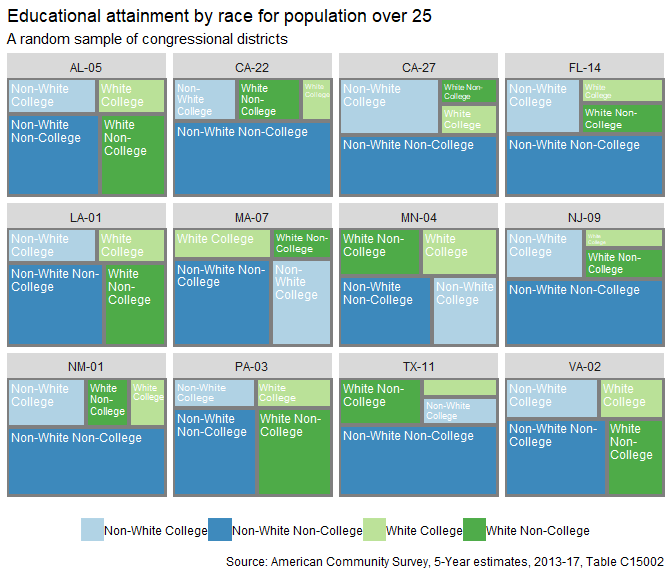 Educational attainment by race for population over 25
A random sample of congressional districts
AL-05
CA-22
CA-27
FL-14
Non-White
College
White
College
Non-White
Non-College
White
Non-
College
Non-
White
College
White
Non-
College
White
College
Non-White Non-College
Non-White
College
White Non-
College
White
College
Non-White Non-College
Non-White
College
White
College
White Non-
College
Non-White Non-College
LA-01
MA-07
MN-04
NJ-09
Non-White
College
White
College
Non-White Non-
College
White
Non-
College
White College
White Non-
College
Non-White Non-
College
Non-
White
College
White Non-
College
White
College
Non-White
Non-College
Non-White
College
Non-White
College
White
College
White Non-
College
Non-White Non-College
NM-01
PA-03
TX-11
VA-02
Non-White
College
White
Non-
College
White
College
Non-White Non-College
Non-White
College
White
College
Non-White
Non-College
White Non-
College
White Non-
College
Non-White
College
Non-White Non-College
Non-White
College
White
College
Non-White Non-
College
White
Non-
College
Non-White College Non-White Non-College White College White Non-College
Source: American Community Survey, 5-Year estimates, 2013-17, Table C15002